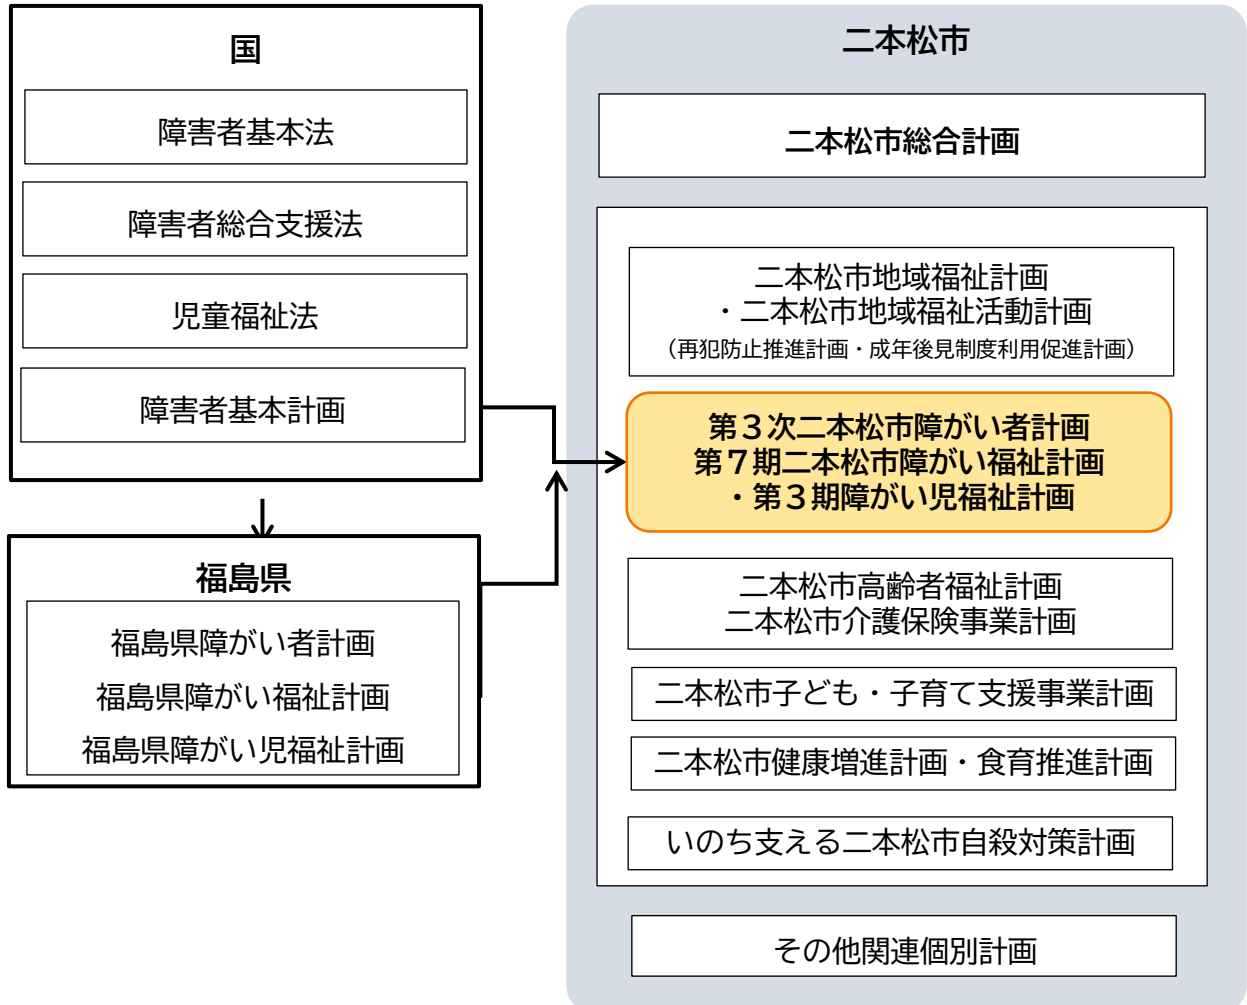 国
障害者基本法
障害者総合支援法
児童福祉法
障害者基本計画
福島県
福島県障がい者計画
福島県障がい福祉計画
福島県障がい児福祉計画
二本松市
二本松市総合計画
二本松市地域福祉計画
・二本松市地域福祉活動計画
（再犯防止推進計画・成年後見制度利用促進計画）
第３次二本松市障がい者計画
第７期二本松市障がい福祉計画
・第３期障がい児福祉計画
二本松市高齢者福祉計画
二本松市介護保険事業計画
二本松市子ども・子育て支援事業計画
二本松市健康増進計画・食育推進計画
いのち支える二本松市自殺対策計画
その他関連個別計画